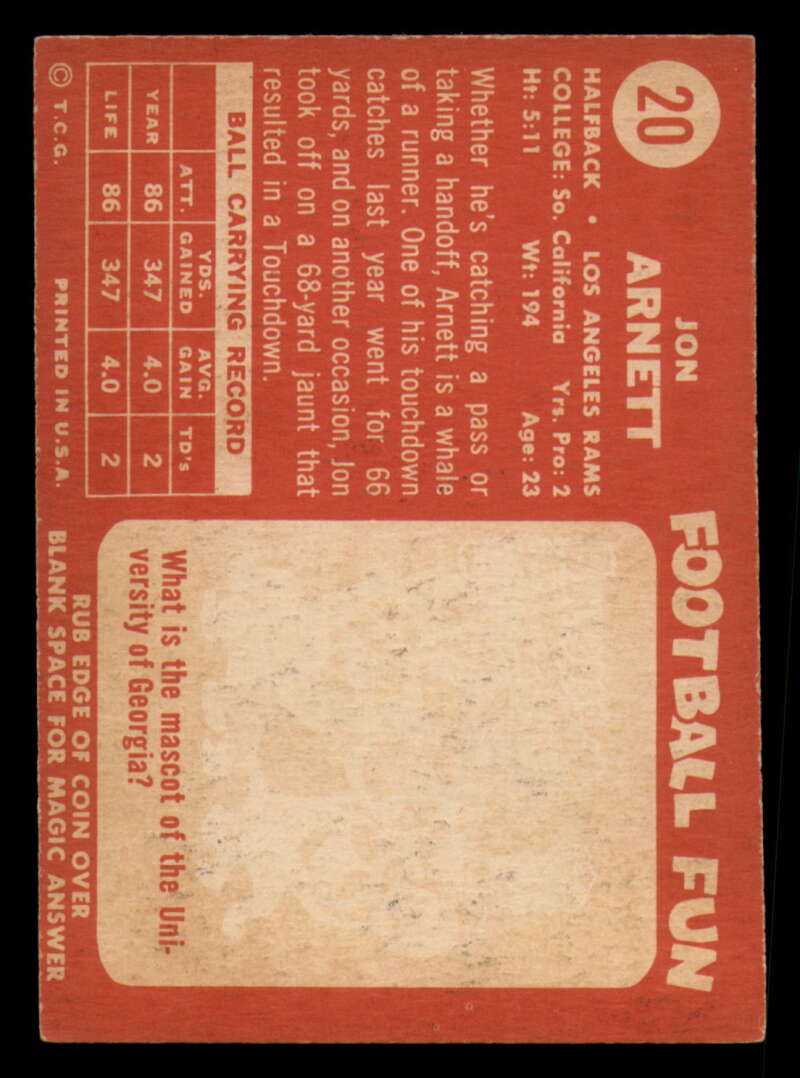 20
JON
ARNETT
HALFBACK • LOS ANGELES RAMS
COLLEGE: So. California Yrs. Pro: 2
Ht: 5:11 Wt: 194 Age: 23
Whether he's catching a pass or
taking a handoff, Arnett is a whale
of a runner. One of his touchdown
catches last year went for 66
yards, and on another occasion, Jon
took off on a 68-yard jaunt that
resulted in a Touchdown.
BALL CARRYING RECORD
ATT. YDS. GAINED AVG. GAIN TD's
YEAR 86 347 4.0 2
LIFE 86 347 4.0 2
© T.C.G. PRINTED IN U.S.A.
FOOTBALL FUN
What is the mascot of the Uni-
versity of Georgia?
RUB EDGE OF COIN OVER
BLANK SPACE FOR MAGIC ANSWER